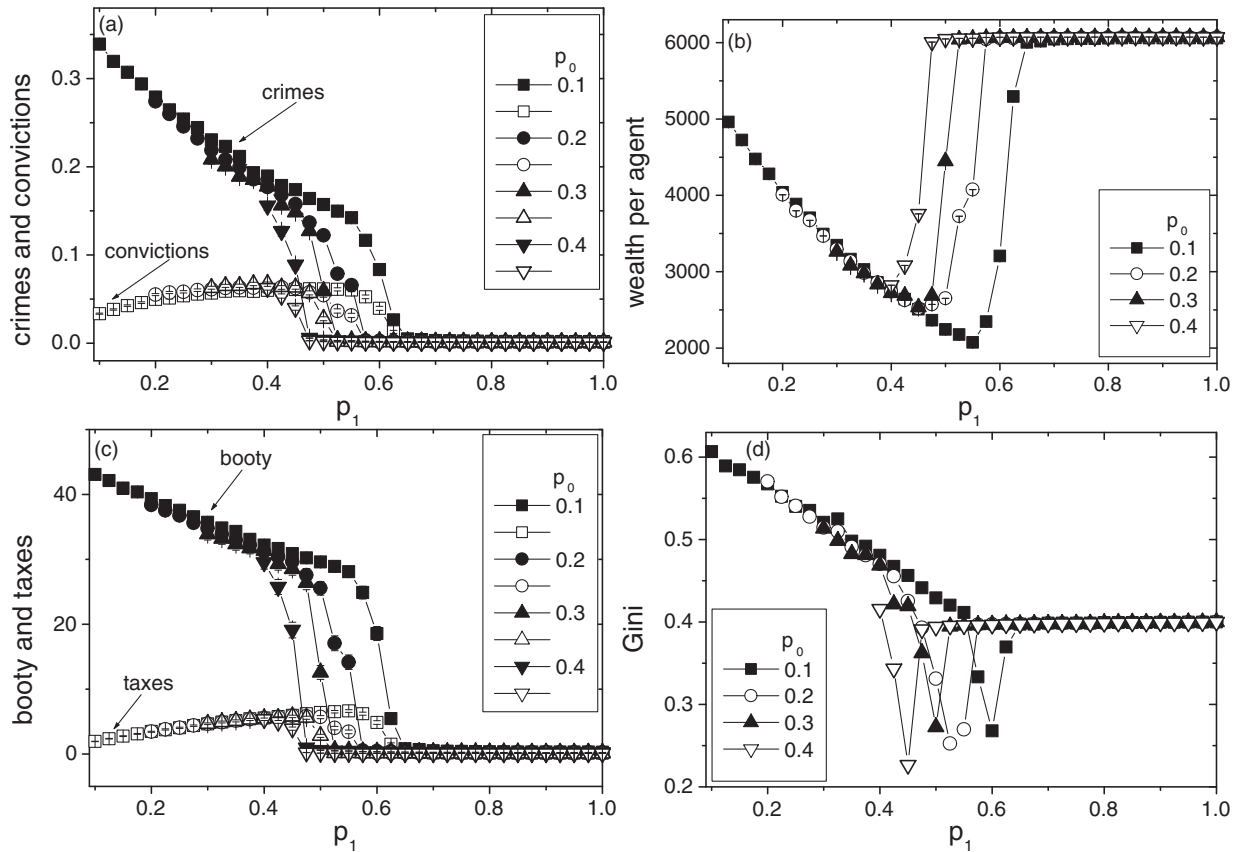 (a)
crimes and convictions
0.3
0.2
0.1
0.0
crimes
convictions
p0
0.1
0.2
0.3
0.4
0.2 0.4 0.6 0.8 1.0
p1
(b)
wealth per agent
6000
5000
4000
3000
2000
p0
0.1
0.2
0.3
0.4
0.2 0.4 0.6 0.8 1.0
p1
(c)
booty and taxes
40
20
0
booty
taxes
p0
0.1
0.2
0.3
0.4
0.2 0.4 0.6 0.8 1.0
p1
(d)
Gini
0.6
0.5
0.4
0.3
0.2
p0
0.1
0.2
0.3
0.4
0.2 0.4 0.6 0.8 1.0
p1